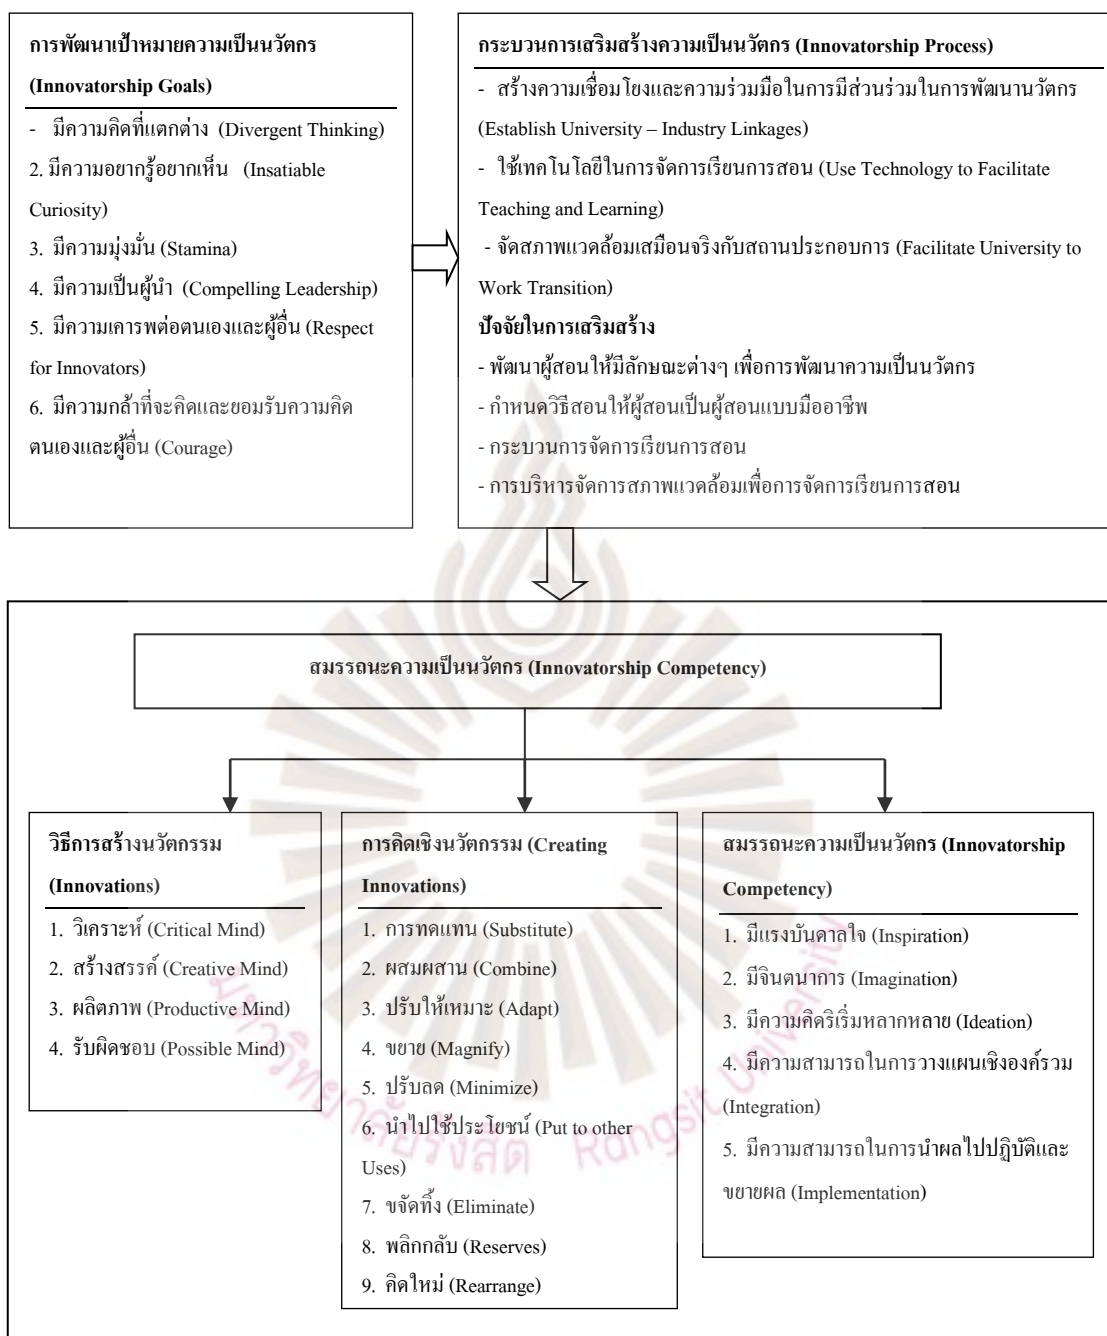 การพัฒนาเป้าหมายความเป็นนวัตกร
(Innovatorship Goals)
- มีความคิดที่แตกต่าง (Divergent Thinking)
2. มีความอยากรู้อยากเห็น (Insatiable
Curiosity)
3. มีความมุ่งมั่น (Stamina)
4. มีความเป็นผู้นำ (Compelling Leadership)
5. มีความเคารพต่อตนเองและผู้อื่น (Respect
for Innovators)
6. มีความกล้าที่จะคิดและยอมรับความคิด
ตนเองและผู้อื่น (Courage)
กระบวนการเสริมสร้างความเป็นนวัตกร (Innovatorship Process)
- สร้างความเชื่อมโยงและความร่วมมือในการมีส่วนร่วมในการพัฒนานวัตกร
(Establish University – Industry Linkages)
- ใช้เทคโนโลยีในการจัดการเรียนการสอน (Use Technology to Facilitate
Teaching and Learning)
- จัดสภาพแวดล้อมเสมือนจริงกับสถานประกอบการ (Facilitate University to
Work Transition)
ปัจจัยในการเสริมสร้าง
- พัฒนาผู้สอนให้มีลักษณะต่างๆ เพื่อการพัฒนาความเป็นนวัตกร
- กำหนดวิธีสอนให้ผู้สอนเป็นผู้สอนแบบมืออาชีพ
- กระบวนการจัดการเรียนการสอน
- การบริหารจัดการสภาพแวดล้อมเพื่อการจัดการเรียนการสอน
สมรรถนะความเป็นนวัตกร (Innovatorship Competency)
วิธีการสร้างนวัตกรรม
(Innovations)
1. วิเคราะห์ (Critical Mind)
2. สร้างสรรค์ (Creative Mind)
3. ผลิตภาพ (Productive Mind)
4. รับผิดชอบ (Possible Mind)
การคิดเชิงนวัตกรรม (Creating
Innovations)
1. การทดแทน (Substitute)
2. ผสมผสาน (Combine)
3. ปรับให้เหมาะ (Adapt)
4. ขยาย (Magnify)
5. ปรับลด (Minimize)
6. นำไปใช้ประโยชน์ (Put to other
Uses)
7. ขจัดทิ้ง (Eliminate)
8. พลิกกลับ (Reserves)
9. คิดใหม่ (Rearrange)
สมรรถนะความเป็นนวัตกร (Innovatorship
Competency)
1. มีแรงบันดาลใจ (Inspiration)
2. มีจินตนาการ (Imagination)
3. มีความคิดริเริ่มหลากหลาย (Ideation)
4. มีความสามารถในการวางแผนเชิงองค์รวม
(Integration)
5. มีความสามารถในการนำผลไปปฏิบัติและ
ขยายผล (Implementation)
มหาวิทยาลัยรังสิต Rangsit University